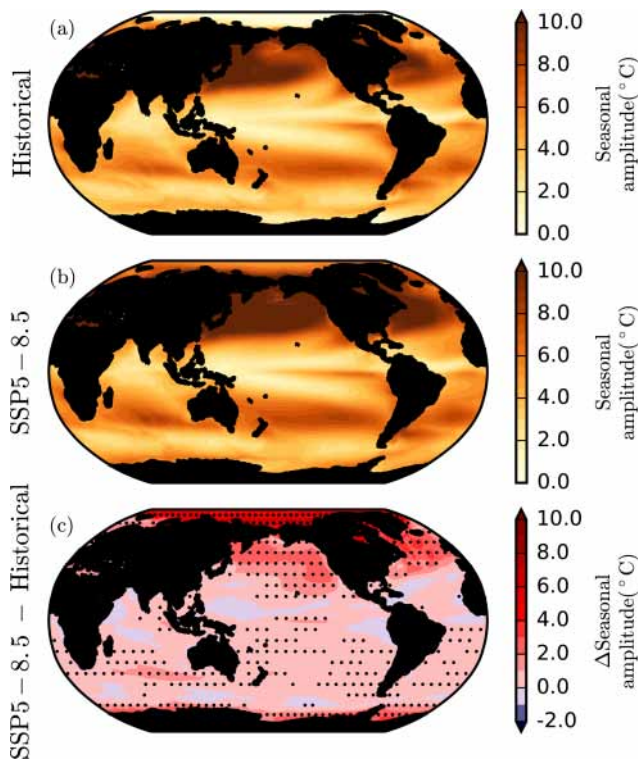 (a)
Historical
10.0
8.0
6.0
4.0
2.0
0.0
Seasonal
amplitude(°C)
(b)
SSP5 − 8.5
10.0
8.0
6.0
4.0
2.0
0.0
Seasonal
amplitude(°C)
(c)
SSP5 − 8.5 − Historical
10.0
8.0
6.0
4.0
2.0
0.0
-2.0
ΔSeasonal
amplitude(°C)